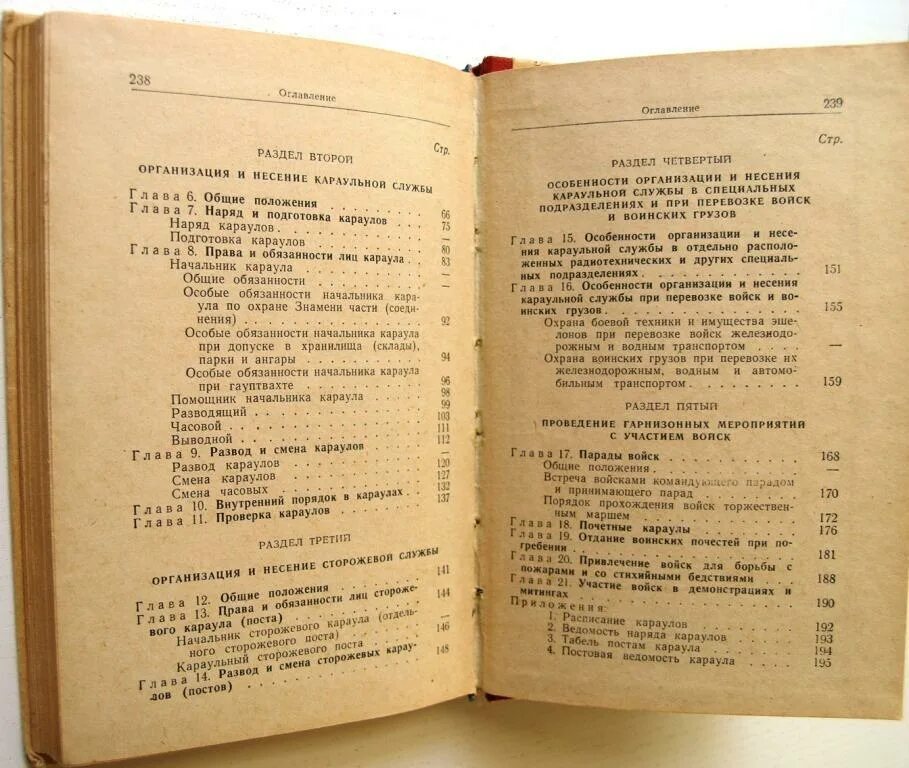 238
Оглавление
Стр.
РАЗДЕЛ ВТОРОЙ
ОРГАНИЗАЦИЯ И НЕСЕНИЕ КАРАУЛЬНОЙ СЛУЖБЫ
Глава 6. Общие положения . . . . . . . . . 66
Глава 7. Наряд и подготовка караулов . . . 75
Наряд караулов . . . . . . . . . . . . —
Подготовка караулов . . . . . . . . . 80
Глава 8. Права и обязанности лиц караула . . 83
Начальник караула . . . . . . . . . . —
Общие обязанности . . . . . . . . . —
Особые обязанности начальника кара-
ула по охране Знамени части (соеди-
нения) . . . . . . . . . . . . . . 92
Особые обязанности начальника караула
при допуске в хранилища (склады),
парки и ангары . . . . . . . . . . 94
Особые обязанности начальника караула
при гауптвахте . . . . . . . . . . 96
Помощник начальника караула . . . . . 98
Разводящий . . . . . . . . . . . . . 99
Часовой . . . . . . . . . . . . . . 103
Выводной . . . . . . . . . . . . . . 111
Глава 9. Развод и смена караулов . . . . . 112
Развод караулов . . . . . . . . . . . —
Смена караулов . . . . . . . . . . . 120
Смена часовых . . . . . . . . . . . 127
Глава 10. Внутренний порядок в караулах . . 132
Глава 11. Проверка караулов . . . . . . . 137
РАЗДЕЛ ТРЕТИЙ
ОРГАНИЗАЦИЯ И НЕСЕНИЕ СТОРОЖЕВОЙ СЛУЖБЫ
Глава 12. Общие положения . . . . . . . . 141
Глава 13. Права и обязанности лиц стороже-
вого караула (поста) . . . . . . . . . . 144
Начальник сторожевого караула (отдель-
ного сторожевого поста) . . . . . . . —
Караульный сторожевого поста . . . . . 146
Глава 14. Развод и смена сторожевых карау-
лов (постов) . . . . . . . . . . . . . 148
239
Оглавление
Стр.
РАЗДЕЛ ЧЕТВЕРТЫЙ
ОСОБЕННОСТИ ОРГАНИЗАЦИИ И НЕСЕНИЯ
КАРАУЛЬНОЙ СЛУЖБЫ В СПЕЦИАЛЬНЫХ
ПОДРАЗДЕЛЕНИЯХ И ПРИ ПЕРЕВОЗКЕ ВОЙСК
И ВОИНСКИХ ГРУЗОВ
Глава 15. Особенности организации и несе-
ния караульной службы в отдельно располо-
женных радиотехнических и других специаль-
ных подразделениях . . . . . . . . . . 151
Глава 16. Особенности организации и несения
караульной службы при перевозке войск и во-
инских грузов . . . . . . . . . . . . . 155
Охрана боевой техники и имущества эше-
лонов при перевозке войск железнодо-
рожным и водным транспортом . . . . —
Охрана воинских грузов при перевозке их
железнодорожным, водным и автомо-
бильным транспортом . . . . . . . . 159
РАЗДЕЛ ПЯТЫЙ
ПРОВЕДЕНИЕ ГАРНИЗОННЫХ МЕРОПРИЯТИЙ
С УЧАСТИЕМ ВОЙСК
Глава 17. Парады войск . . . . . . . . . 168
Общие положения . . . . . . . . . . —
Встреча войсками командующего парадом
и принимающего парад . . . . . . . 170
Порядок прохождения войск торжествен-
ным маршем . . . . . . . . . . . . 172
Глава 18. Почетные караулы . . . . . . . 176
Глава 19. Отдание воинских почестей при по-
гребении . . . . . . . . . . . . . . . 181
Глава 20. Привлечение войск для борьбы с
пожарами и со стихийными бедствиями . . . 188
Глава 21. Участие войск в демонстрациях и
митингах . . . . . . . . . . . . . . . 190
Приложения:
1. Расписание караулов . . . . . . . 192
2. Ведомость наряда караулов . . . . 193
3. Табель постам караула . . . . . . 194
4. Постовая ведомость караула . . . . 195